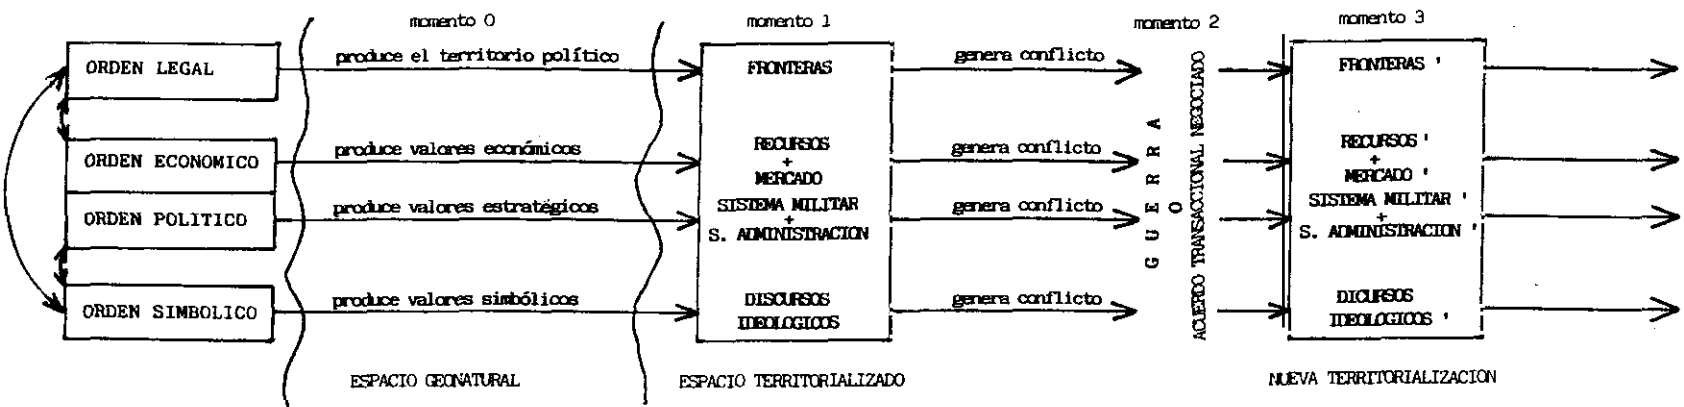 momento 0
momento 1
momento 2
momento 3
ORDEN LEGAL
produce el territorio político
FRONTERAS
genera conflicto
FRONTERAS '
ORDEN ECONOMICO
produce valores económicos
RECURSOS
+
MERCADO
genera conflicto
RECURSOS '
+
MERCADO '
ORDEN POLITICO
produce valores estratégicos
SISTEMA MILITAR
+
S. ADMINISTRACION
genera conflicto
SISTEMA MILITAR '
+
S. ADMINISTRACION '
ORDEN SIMBOLICO
produce valores simbólicos
DISCURSOS
IDEOLOGICOS
genera conflicto
DICURSOS
IDEOLOGICOS '
GUERRA
O
ACUERDO TRANSACCIONAL NEGOCIADO
ESPACIO GEONATURAL
ESPACIO TERRITORIALIZADO
NUEVA TERRITORIALIZACION